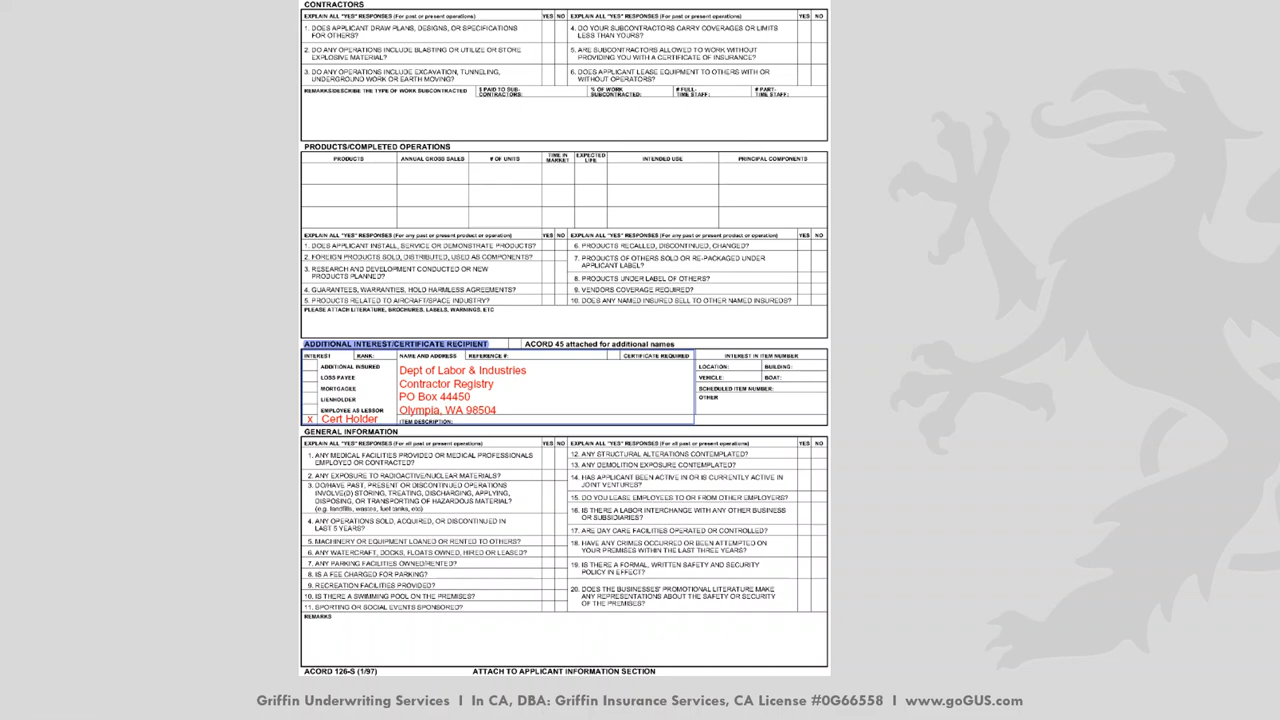 CONTRACTORS
EXPLAIN ALL "YES" RESPONSES (For past or present operations) YES NO EXPLAIN ALL "YES" RESPONSES (For past or present operations) YES NO
1. DOES APPLICANT DRAW PLANS, DESIGNS, OR SPECIFICATIONS
FOR OTHERS?
4. DO YOUR SUBCONTRACTORS CARRY COVERAGES OR LIMITS
LESS THAN YOURS?
2. DO ANY OPERATIONS INCLUDE BLASTING OR UTILIZE OR STORE
EXPLOSIVE MATERIAL?
5. ARE SUBCONTRACTORS ALLOWED TO WORK WITHOUT
PROVIDING YOU WITH A CERTIFICATE OF INSURANCE?
3. DO ANY OPERATIONS INCLUDE EXCAVATION, TUNNELING,
UNDERGROUND WORK OR EARTH MOVING?
6. DOES APPLICANT LEASE EQUIPMENT TO OTHERS WITH OR
WITHOUT OPERATORS?
REMARKS/DESCRIBE THE TYPE OF WORK SUBCONTRACTED
$ PAID TO SUB-
CONTRACTORS:
% OF WORK
SUBCONTRACTED:
# FULL-
TIME STAFF:
# PART-
TIME STAFF:
PRODUCTS/COMPLETED OPERATIONS
PRODUCTS
ANNUAL GROSS SALES
# OF UNITS
TIME IN
MARKET
EXPECTED
LIFE
INTENDED USE
PRINCIPAL COMPONENTS
EXPLAIN ALL "YES" RESPONSES (For any past or present product or operation) YES NO EXPLAIN ALL "YES" RESPONSES (For any past or present product or operation) YES NO
1. DOES APPLICANT INSTALL, SERVICE OR DEMONSTRATE PRODUCTS?
2. FOREIGN PRODUCTS SOLD, DISTRIBUTED, USED AS COMPONENTS?
3. RESEARCH AND DEVELOPMENT CONDUCTED OR NEW
PRODUCTS PLANNED?
4. GUARANTEES, WARRANTIES, HOLD HARMLESS AGREEMENTS?
5. PRODUCTS RELATED TO AIRCRAFT/SPACE INDUSTRY?
6. PRODUCTS RECALLED, DISCONTINUED, CHANGED?
7. PRODUCTS OF OTHERS SOLD OR RE-PACKAGED UNDER
APPLICANT LABEL?
8. PRODUCTS UNDER LABEL OF OTHERS?
9. VENDORS COVERAGE REQUIRED?
10. DOES ANY NAMED INSURED SELL TO OTHER NAMED INSUREDS?
PLEASE ATTACH LITERATURE, BROCHURES, LABELS, WARNINGS, ETC
ADDITIONAL INTEREST/CERTIFICATE RECIPIENT ACORD 45 attached for additional names
INTEREST RANK: NAME AND ADDRESS REFERENCE #: CERTIFICATE REQUIRED INTEREST IN ITEM NUMBER
ADDITIONAL INSURED
LOSS PAYEE
MORTGAGEE
LIENHOLDER
EMPLOYEE AS LESSOR
x Cert Holder
Dept of Labor & Industries
Contractor Registry
PO Box 44450
Olympia, WA 98504
ITEM DESCRIPTION:
LOCATION: BUILDING:
VEHICLE: BOAT:
SCHEDULED ITEM NUMBER:
OTHER
GENERAL INFORMATION
EXPLAIN ALL "YES" RESPONSES (For all past or present operations) YES NO EXPLAIN ALL "YES" RESPONSES (For all past or present operations) YES NO
1. ANY MEDICAL FACILITIES PROVIDED OR MEDICAL PROFESSIONALS
EMPLOYED OR CONTRACTED?
2. ANY EXPOSURE TO RADIOACTIVE/NUCLEAR MATERIALS?
3. DO/HAVE PAST, PRESENT OR DISCONTINUED OPERATIONS
INVOLVE(D) STORING, TREATING, DISCHARGING, APPLYING,
DISPOSING, OR TRANSPORTING OF HAZARDOUS MATERIAL?
(e.g. landfills, wastes, fuel tanks, etc)
4. ANY OPERATIONS SOLD, ACQUIRED, OR DISCONTINUED IN
LAST 5 YEARS?
5. MACHINERY OR EQUIPMENT LOANED OR RENTED TO OTHERS?
6. ANY WATERCRAFT, DOCKS, FLOATS OWNED, HIRED OR LEASED?
7. ANY PARKING FACILITIES OWNED/RENTED?
8. IS A FEE CHARGED FOR PARKING?
9. RECREATION FACILITIES PROVIDED?
10. IS THERE A SWIMMING POOL ON THE PREMISES?
11. SPORTING OR SOCIAL EVENTS SPONSORED?
12. ANY STRUCTURAL ALTERATIONS CONTEMPLATED?
13. ANY DEMOLITION EXPOSURE CONTEMPLATED?
14. HAS APPLICANT BEEN ACTIVE IN OR IS CURRENTLY ACTIVE IN
JOINT VENTURES?
15. DO YOU LEASE EMPLOYEES TO OR FROM OTHER EMPLOYERS?
16. IS THERE A LABOR INTERCHANGE WITH ANY OTHER BUSINESS
OR SUBSIDIARIES?
17. ARE DAY CARE FACILITIES OPERATED OR CONTROLLED?
18. HAVE ANY CRIMES OCCURRED OR BEEN ATTEMPTED ON
YOUR PREMISES WITHIN THE LAST THREE YEARS?
19. IS THERE A FORMAL, WRITTEN SAFETY AND SECURITY
POLICY IN EFFECT?
20. DOES THE BUSINESSES' PROMOTIONAL LITERATURE MAKE
ANY REPRESENTATIONS ABOUT THE SAFETY OR SECURITY
OF THE PREMISES?
REMARKS
ACORD 126-S (1/97) ATTACH TO APPLICANT INFORMATION SECTION
Griffin Underwriting Services I In CA, DBA: Griffin Insurance Services, CA License #0G66558 I www.goGUS.com